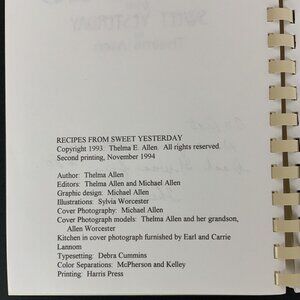 RECIPES FROM SWEET YESTERDAY
Copyright 1993. Thelma E. Allen. All rights reserved.
Second printing, November 1994
Author: Thelma Allen
Editors: Thelma Allen and Michael Allen
Graphic design: Michael Allen
Illustrations: Sylvia Worcester
Cover Photography: Michael Allen
Cover Photograph models: Thelma Allen and her grandson,
Allen Worcester
Kitchen in cover photograph furnished by Earl and Carrie
Lannom
Typesetting: Debra Cummins
Color Separations: McPherson and Kelley
Printing: Harris Press